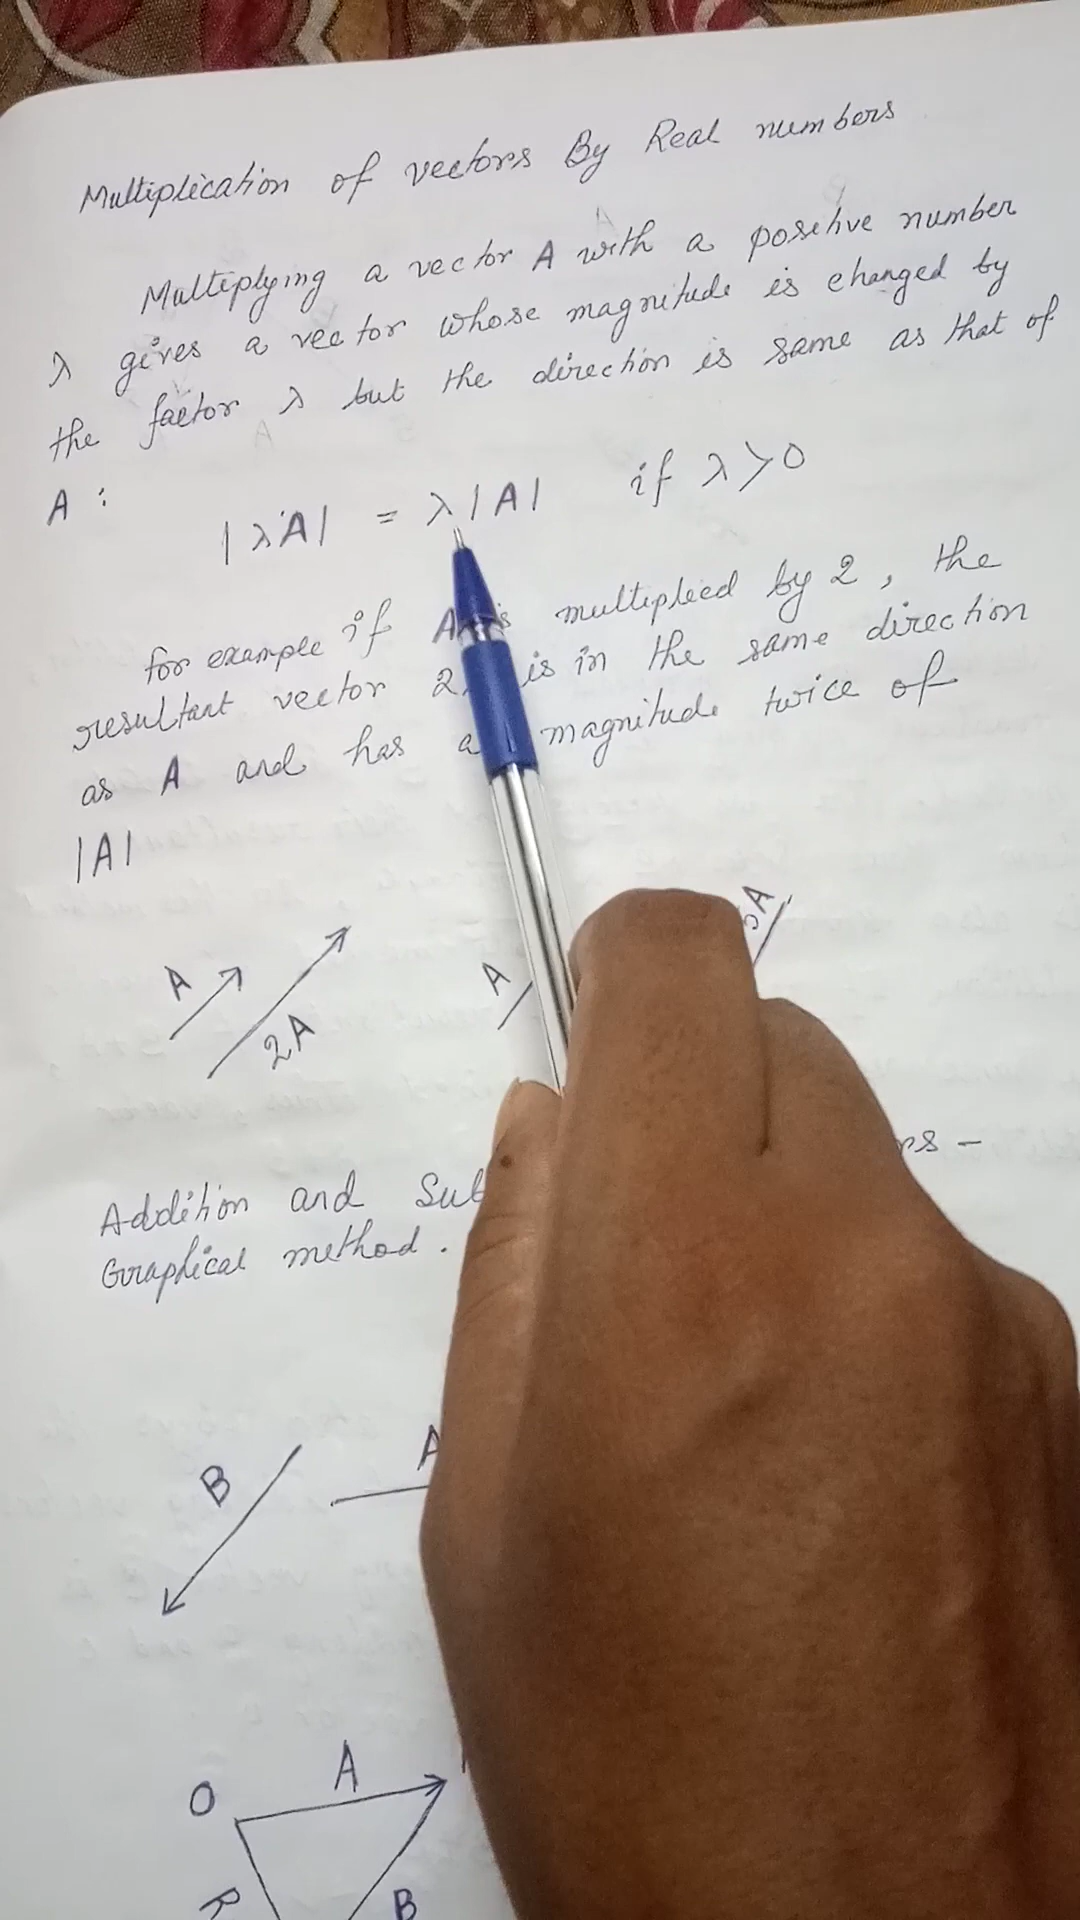 Multiplication of vectors By Real numbers
Multiplying a vector A with a positive number
λ gives a vector whose magnitude is changed by
the factor λ but the direction is same as that of
A :
|λA| = λ|A| if λ>0
for example if A is multiplied by 2, the
resultant vector 2 is in the same direction
as A and has a magnitude twice of
|A|
A
2A
A
A
Addition and
Graphical method.
B
A
O
A
R
B